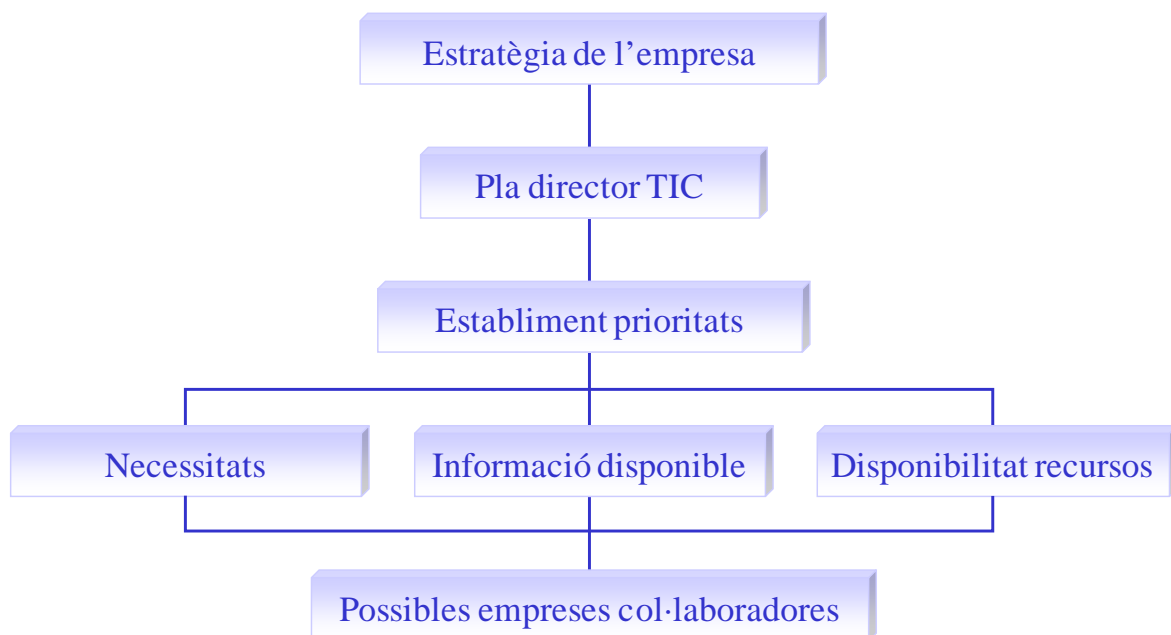 Estratègia de l’empresa
Pla director TIC
Establiment prioritats
Necessitats
Informació disponible
Disponibilitat recursos
Possibles empreses col·laboradores